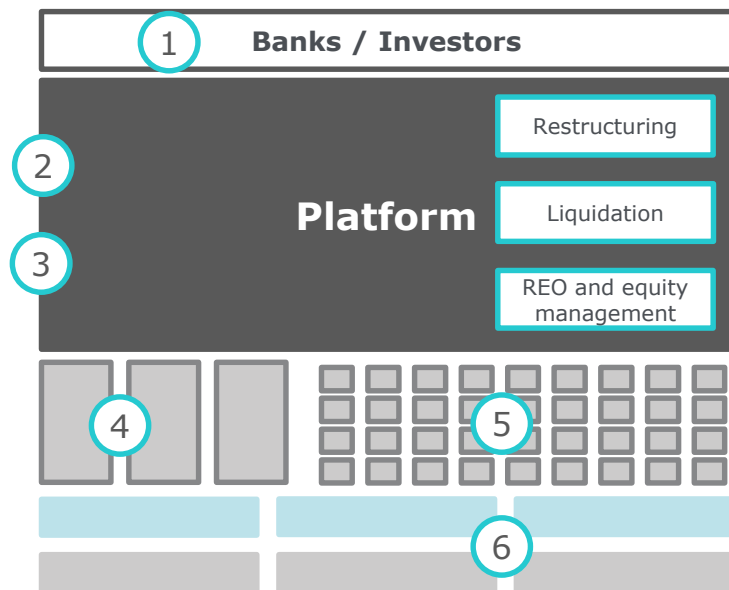 1
Banks / Investors
Restructuring
2
Platform
Liquidation
3
REO and equity
management
4
5
6